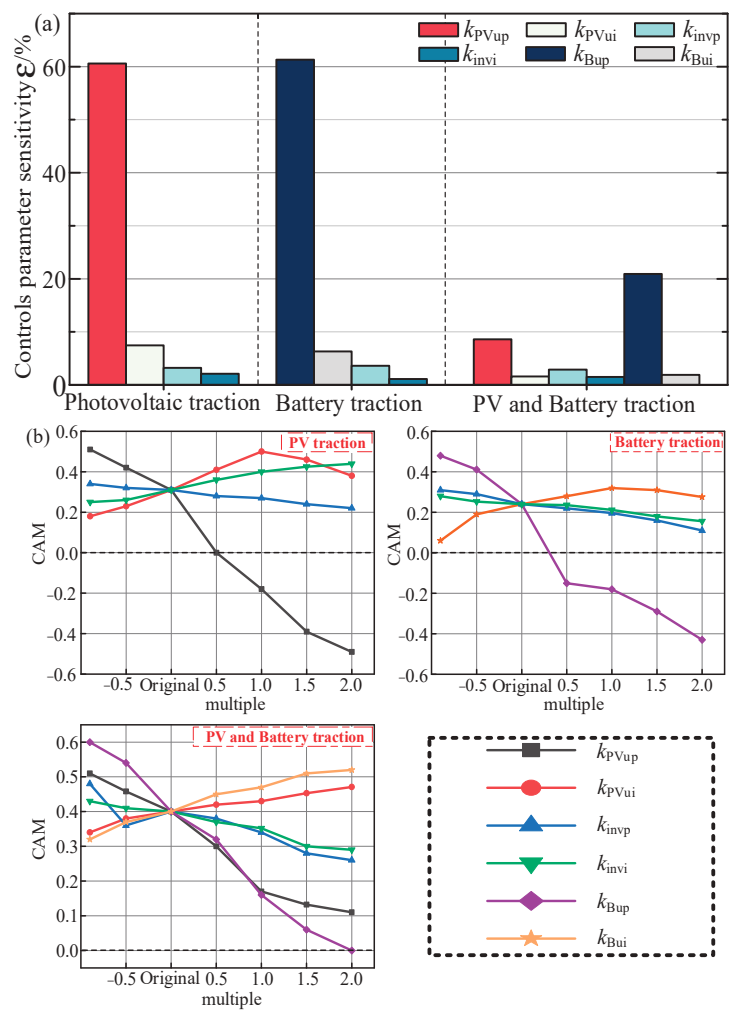 (a)
Controls parameter sensitivity ε/%
60
40
20
0
kPVup kPVui kinvp
kinvi kBup kBui
Photovoltaic traction Battery traction PV and Battery traction
(b)
PV traction
CAM
0.6
0.4
0.2
0.0
−0.2
−0.4
−0.6
−0.5 Original 0.5 1.0 1.5 2.0
multiple
Battery traction
CAM
0.6
0.4
0.2
0.0
−0.2
−0.4
−0.6
−0.5 Original 0.5 1.0 1.5 2.0
multiple
PV and Battery traction
CAM
0.6
0.5
0.4
0.3
0.2
0.1
0.0
−0.5 Original 0.5 1.0 1.5 2.0
multiple
kPVup
kPVui
kinvp
kinvi
kBup
kBui